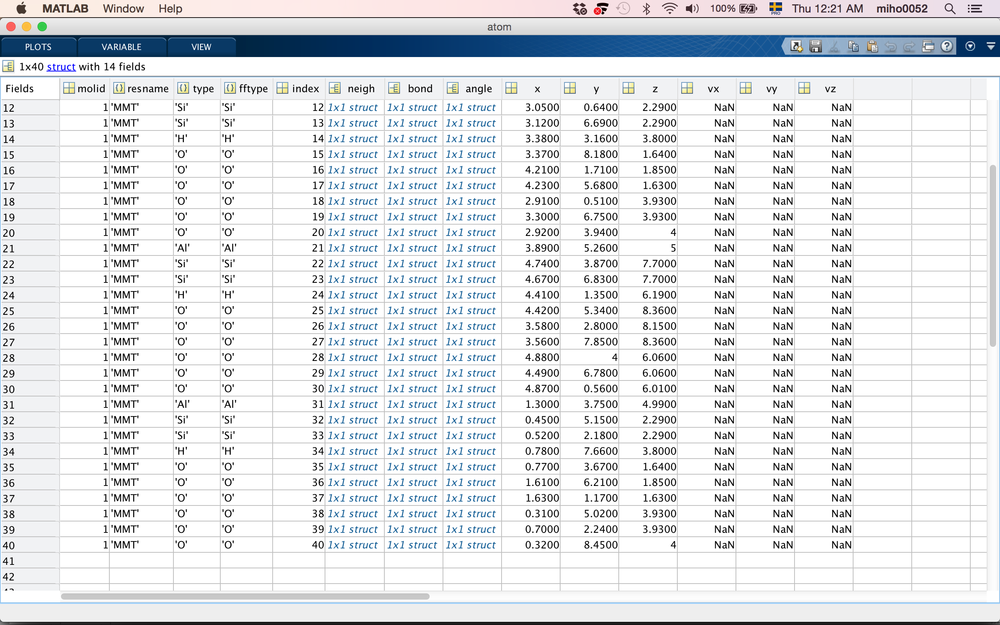 MATLAB Window Help 100% PRO Thu 12:21 AM miho0052
atom
PLOTS VARIABLE VIEW
1x40 struct with 14 fields
Fields molid resname type fftype index neigh bond angle x y z vx vy vz
12 1 'MMT' 'Si' 'Si' 12 1x1 struct 1x1 struct 1x1 struct 3.0500 0.6400 2.2900 NaN NaN NaN
13 1 'MMT' 'Si' 'Si' 13 1x1 struct 1x1 struct 1x1 struct 3.1200 6.6900 2.2900 NaN NaN NaN
14 1 'MMT' 'H' 'H' 14 1x1 struct 1x1 struct 1x1 struct 3.3800 3.1600 3.8000 NaN NaN NaN
15 1 'MMT' 'O' 'O' 15 1x1 struct 1x1 struct 1x1 struct 3.3700 8.1800 1.6400 NaN NaN NaN
16 1 'MMT' 'O' 'O' 16 1x1 struct 1x1 struct 1x1 struct 4.2100 1.7100 1.8500 NaN NaN NaN
17 1 'MMT' 'O' 'O' 17 1x1 struct 1x1 struct 1x1 struct 4.2300 5.6800 1.6300 NaN NaN NaN
18 1 'MMT' 'O' 'O' 18 1x1 struct 1x1 struct 1x1 struct 2.9100 0.5100 3.9300 NaN NaN NaN
19 1 'MMT' 'O' 'O' 19 1x1 struct 1x1 struct 1x1 struct 3.3000 6.7500 3.9300 NaN NaN NaN
20 1 'MMT' 'O' 'O' 20 1x1 struct 1x1 struct 1x1 struct 2.9200 3.9400 4 NaN NaN NaN
21 1 'MMT' 'Al' 'Al' 21 1x1 struct 1x1 struct 1x1 struct 3.8900 5.2600 5 NaN NaN NaN
22 1 'MMT' 'Si' 'Si' 22 1x1 struct 1x1 struct 1x1 struct 4.7400 3.8700 7.7000 NaN NaN NaN
23 1 'MMT' 'Si' 'Si' 23 1x1 struct 1x1 struct 1x1 struct 4.6700 6.8300 7.7000 NaN NaN NaN
24 1 'MMT' 'H' 'H' 24 1x1 struct 1x1 struct 1x1 struct 4.4100 1.3500 6.1900 NaN NaN NaN
25 1 'MMT' 'O' 'O' 25 1x1 struct 1x1 struct 1x1 struct 4.4200 5.3400 8.3600 NaN NaN NaN
26 1 'MMT' 'O' 'O' 26 1x1 struct 1x1 struct 1x1 struct 3.5800 2.8000 8.1500 NaN NaN NaN
27 1 'MMT' 'O' 'O' 27 1x1 struct 1x1 struct 1x1 struct 3.5600 7.8500 8.3600 NaN NaN NaN
28 1 'MMT' 'O' 'O' 28 1x1 struct 1x1 struct 1x1 struct 4.8800 4 6.0600 NaN NaN NaN
29 1 'MMT' 'O' 'O' 29 1x1 struct 1x1 struct 1x1 struct 4.4900 6.7800 6.0600 NaN NaN NaN
30 1 'MMT' 'O' 'O' 30 1x1 struct 1x1 struct 1x1 struct 4.8700 0.5600 6.0100 NaN NaN NaN
31 1 'MMT' 'Al' 'Al' 31 1x1 struct 1x1 struct 1x1 struct 1.3000 3.7500 4.9900 NaN NaN NaN
32 1 'MMT' 'Si' 'Si' 32 1x1 struct 1x1 struct 1x1 struct 0.4500 5.1500 2.2900 NaN NaN NaN
33 1 'MMT' 'Si' 'Si' 33 1x1 struct 1x1 struct 1x1 struct 0.5200 2.1800 2.2900 NaN NaN NaN
34 1 'MMT' 'H' 'H' 34 1x1 struct 1x1 struct 1x1 struct 0.7800 7.6600 3.8000 NaN NaN NaN
35 1 'MMT' 'O' 'O' 35 1x1 struct 1x1 struct 1x1 struct 0.7700 3.6700 1.6400 NaN NaN NaN
36 1 'MMT' 'O' 'O' 36 1x1 struct 1x1 struct 1x1 struct 1.6100 6.2100 1.8500 NaN NaN NaN
37 1 'MMT' 'O' 'O' 37 1x1 struct 1x1 struct 1x1 struct 1.6300 1.1700 1.6300 NaN NaN NaN
38 1 'MMT' 'O' 'O' 38 1x1 struct 1x1 struct 1x1 struct 0.3100 5.0200 3.9300 NaN NaN NaN
39 1 'MMT' 'O' 'O' 39 1x1 struct 1x1 struct 1x1 struct 0.7000 2.2400 3.9300 NaN NaN NaN
40 1 'MMT' 'O' 'O' 40 1x1 struct 1x1 struct 1x1 struct 0.3200 8.4500 4 NaN NaN NaN
41
42